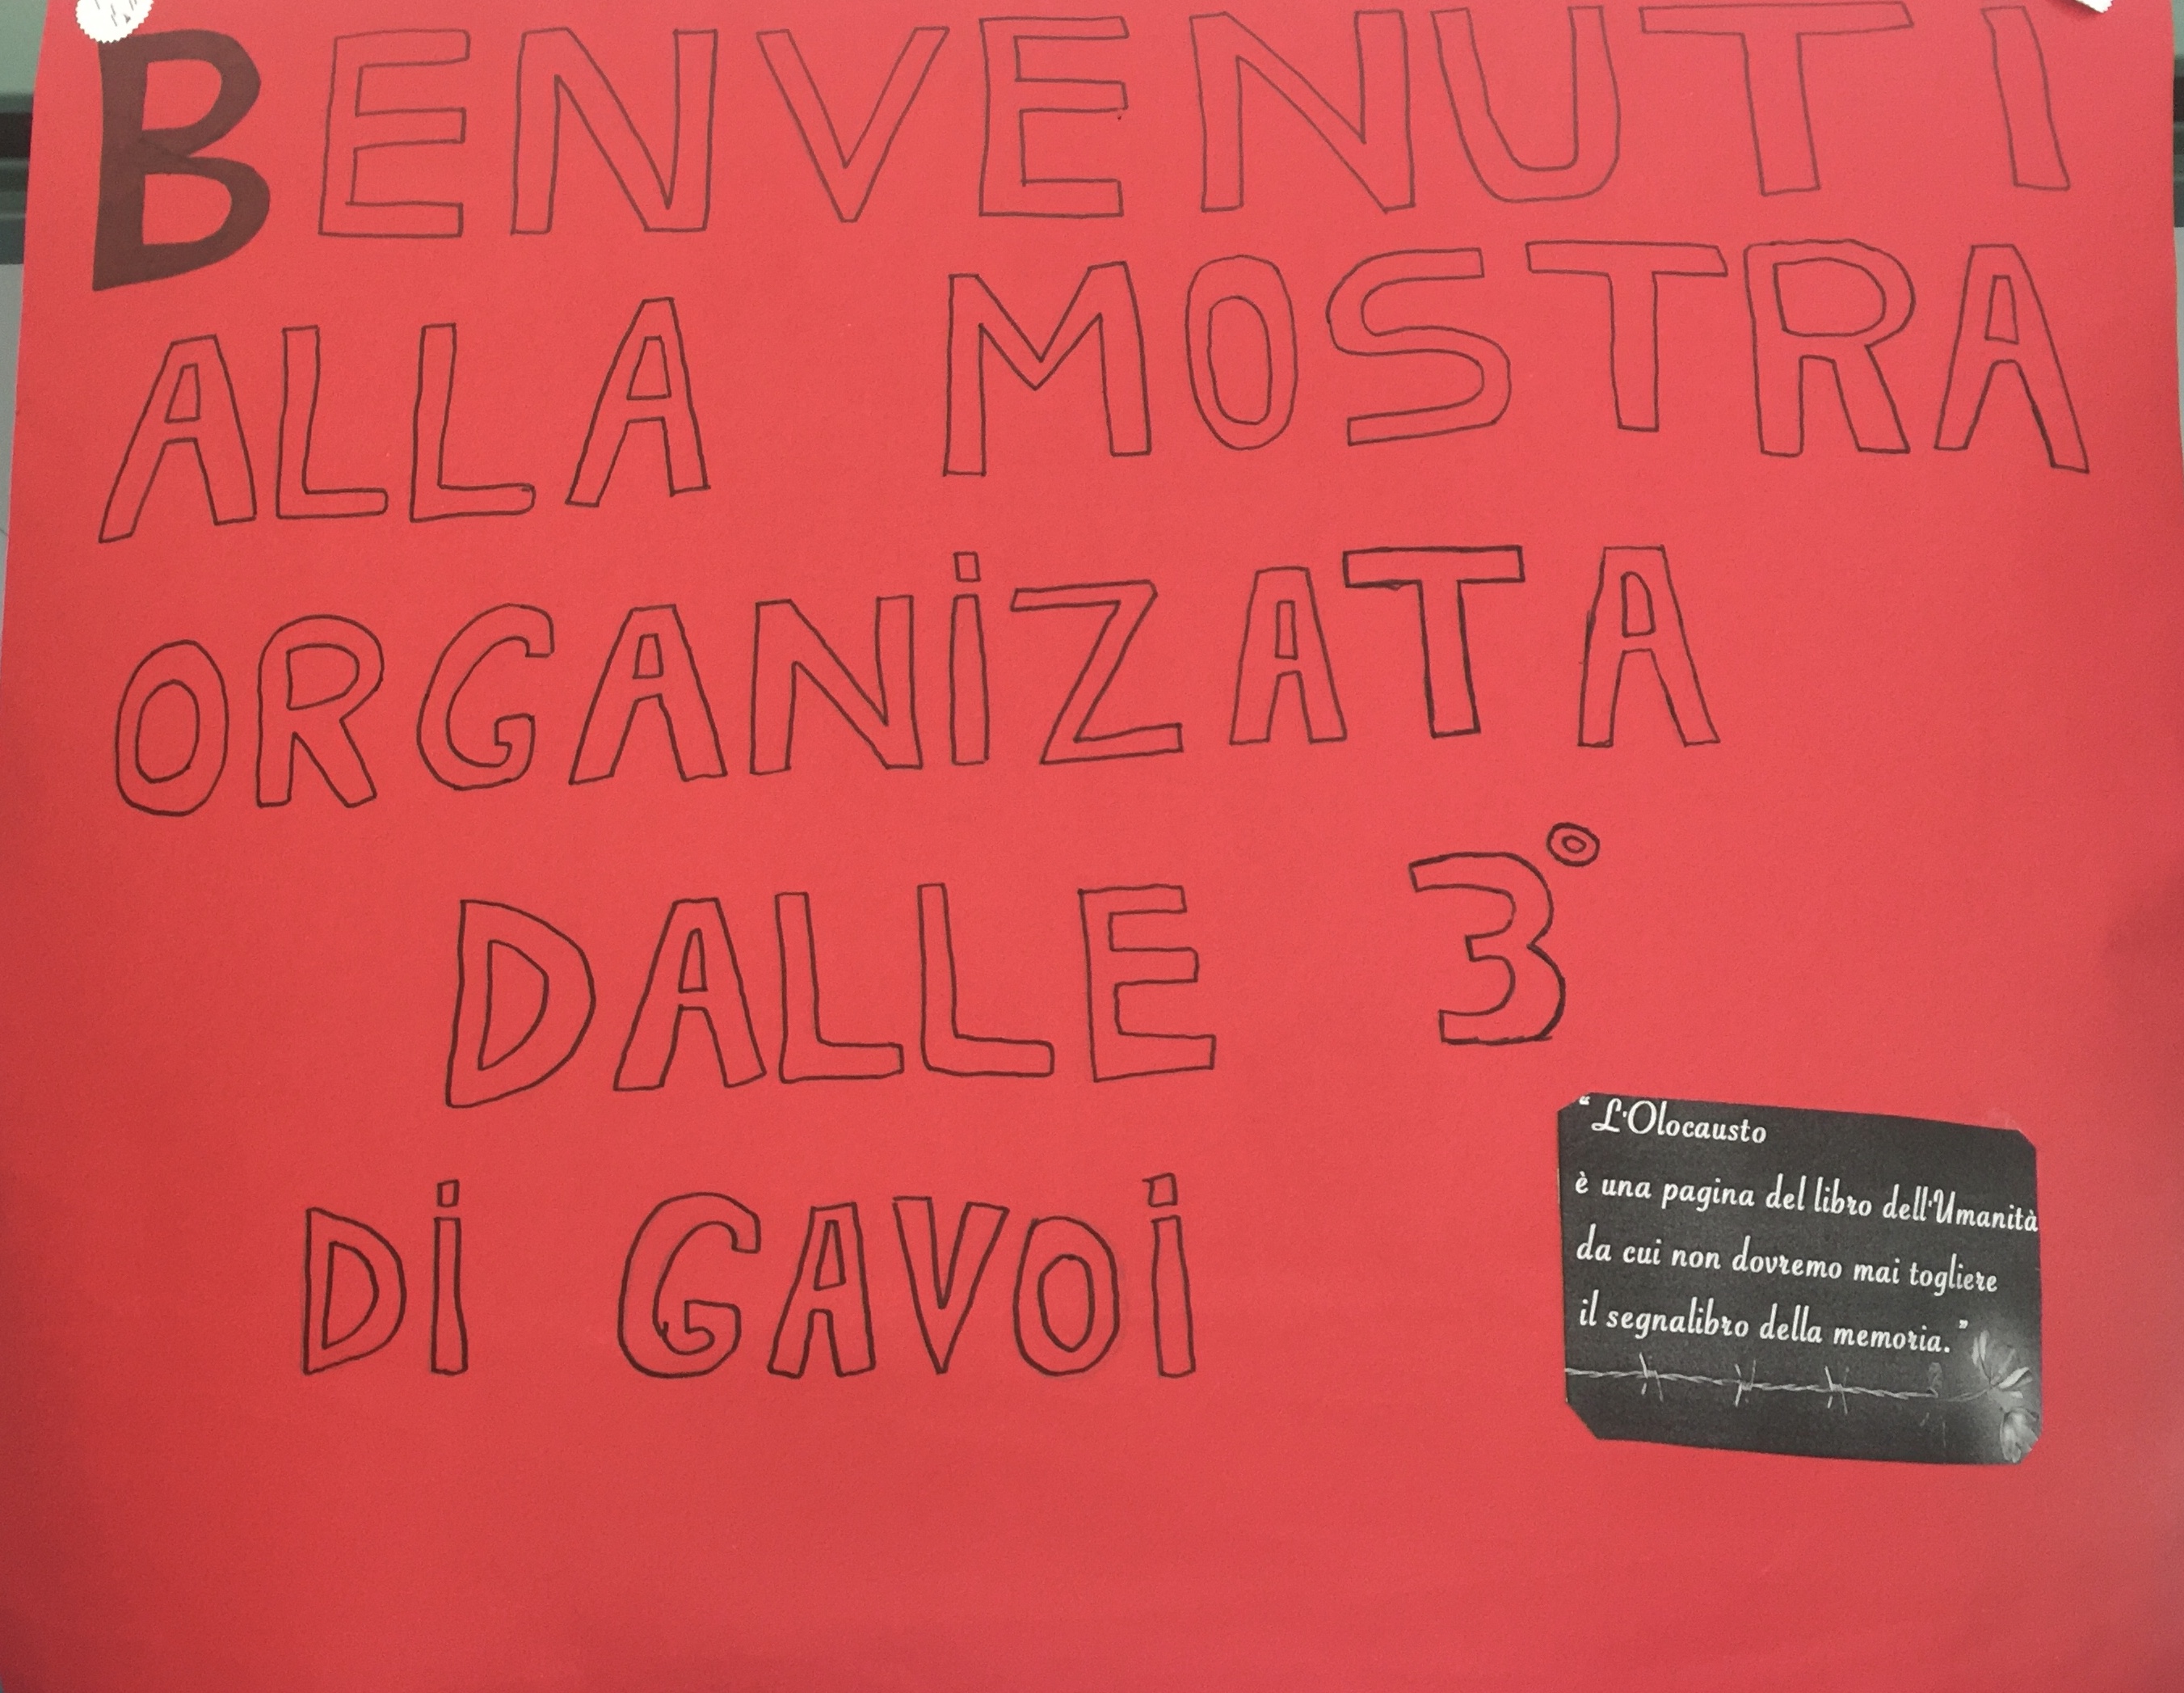 BENVENUTI
ALLA MOSTRA
ORGANIZATA
DALLE 3°
Di GAVOi
“L'Olocausto
è una pagina del libro dell'Umanità
da cui non dovremo mai togliere
il segnalibro della memoria.”